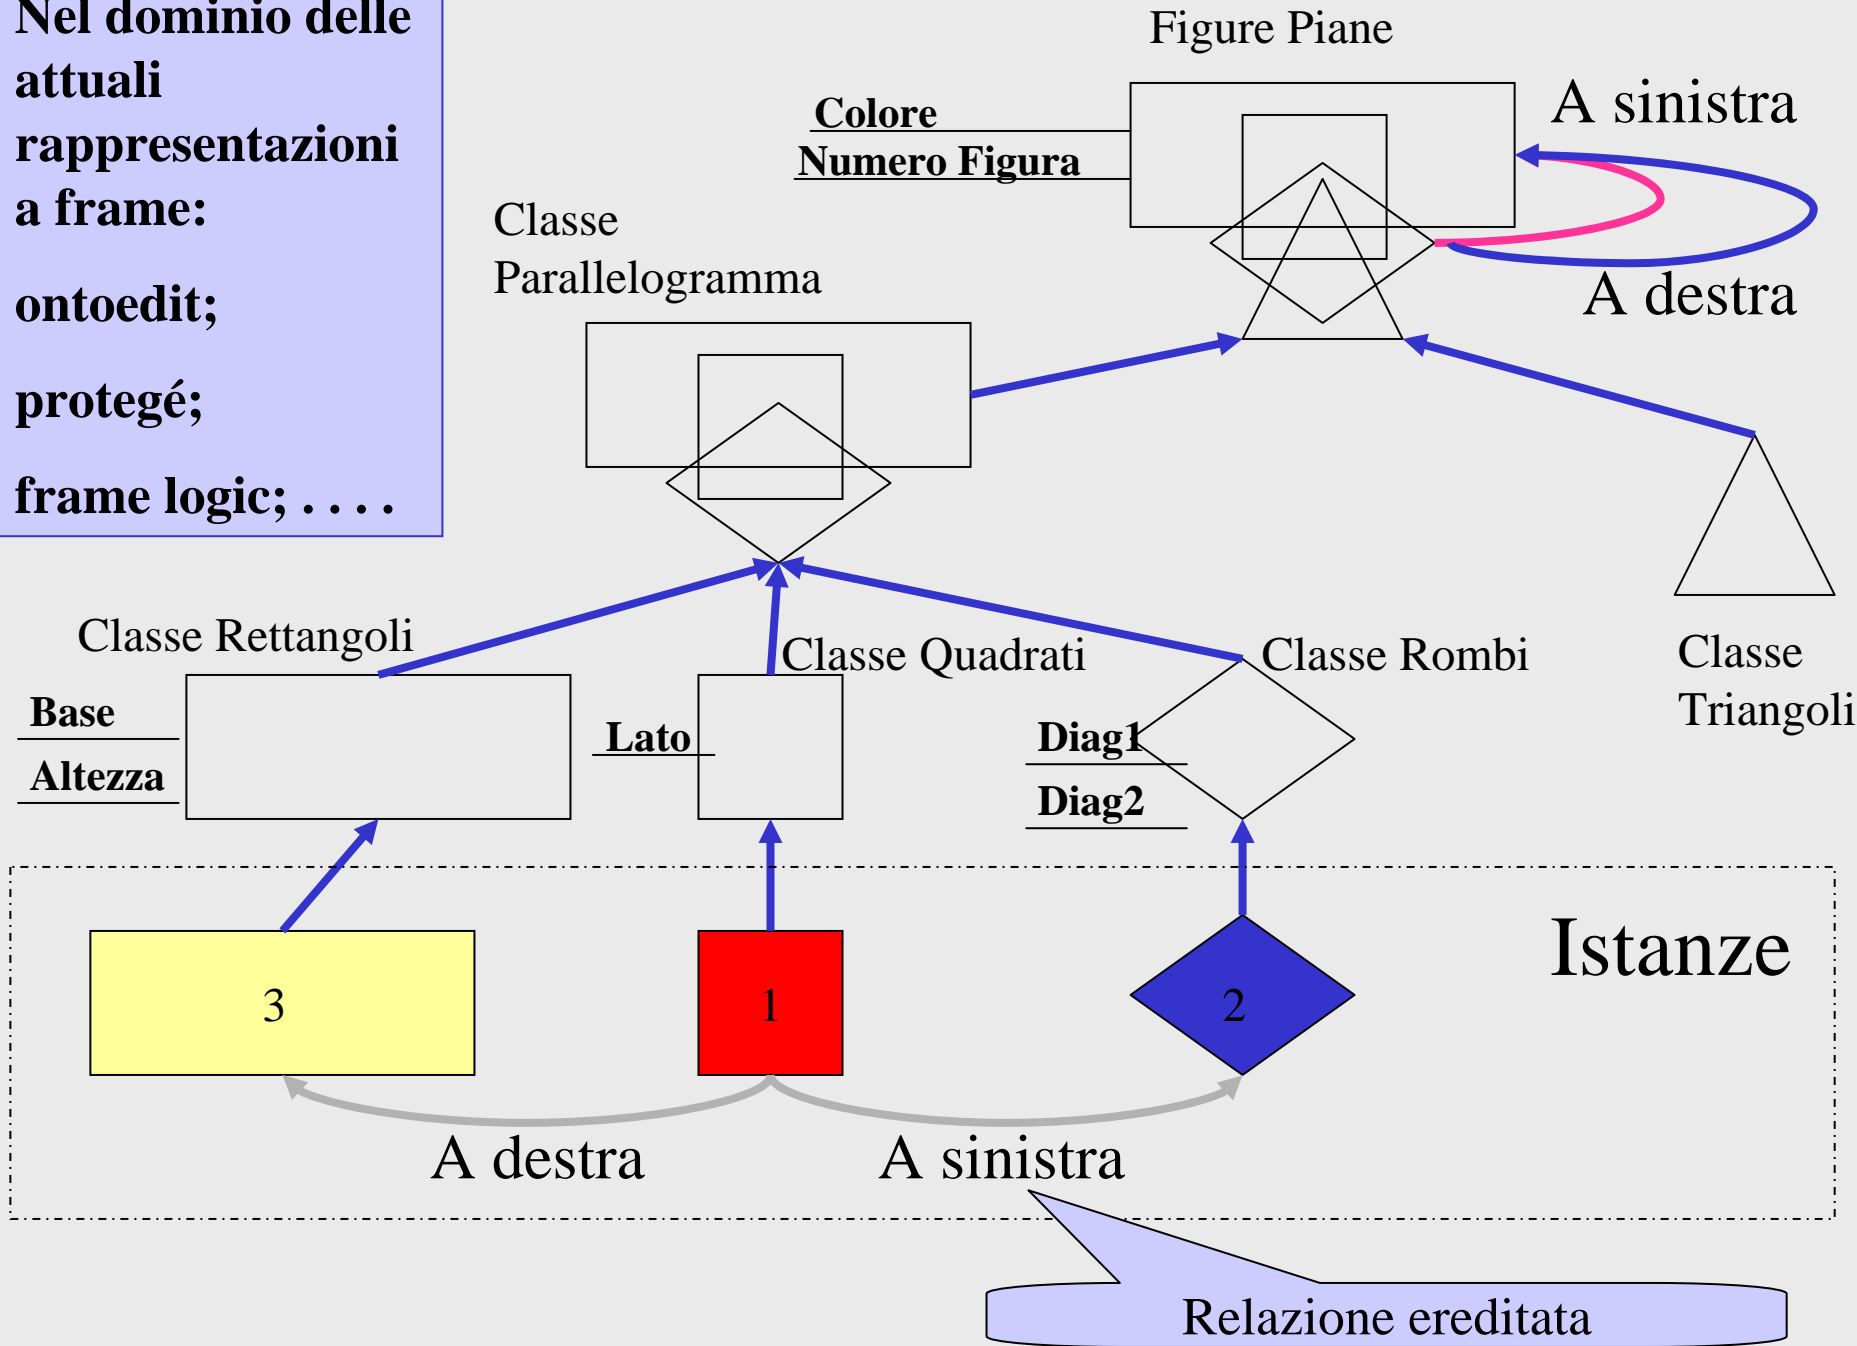 Nel dominio delle
attuali
rappresentazioni
a frame:
ontoedit;
protegé;
frame logic; . . . .
Figure Piane
Colore
Numero Figura
A sinistra
A destra
Classe
Parallelogramma
Classe Rettangoli
Base
Altezza
Classe Quadrati
Lato
Classe Rombi
Diag1
Diag2
Classe
Triangoli
Istanze
3
1
2
A destra
A sinistra
Relazione ereditata